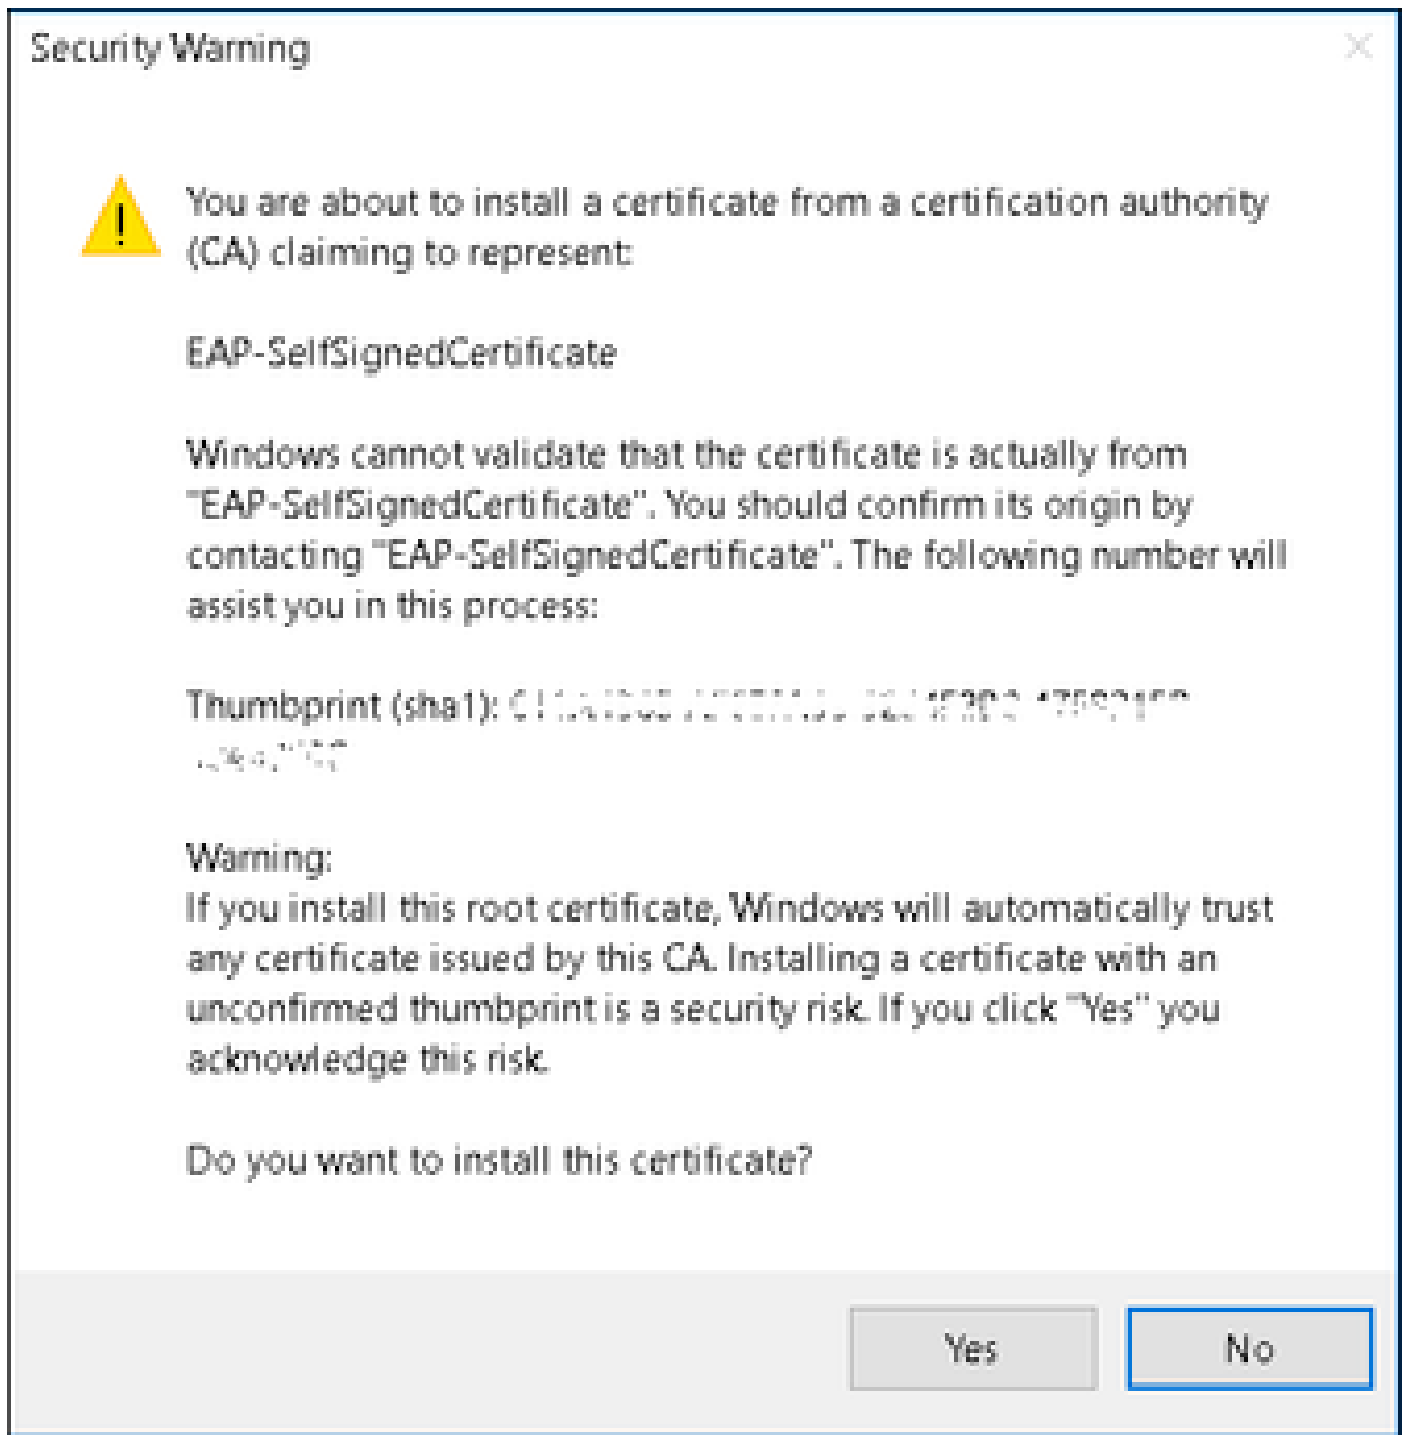 Security Warning
You are about to install a certificate from a certification authority
(CA) claiming to represent:
EAP-SelfSignedCertificate
Windows cannot validate that the certificate is actually from
"EAP-SelfSignedCertificate". You should confirm its origin by
contacting "EAP-SelfSignedCertificate". The following number will
assist you in this process:
Thumbprint (sha1):
Warning:
If you install this root certificate, Windows will automatically trust
any certificate issued by this CA. Installing a certificate with an
unconfirmed thumbprint is a security risk. If you click "Yes" you
acknowledge this risk.
Do you want to install this certificate?
Yes
No